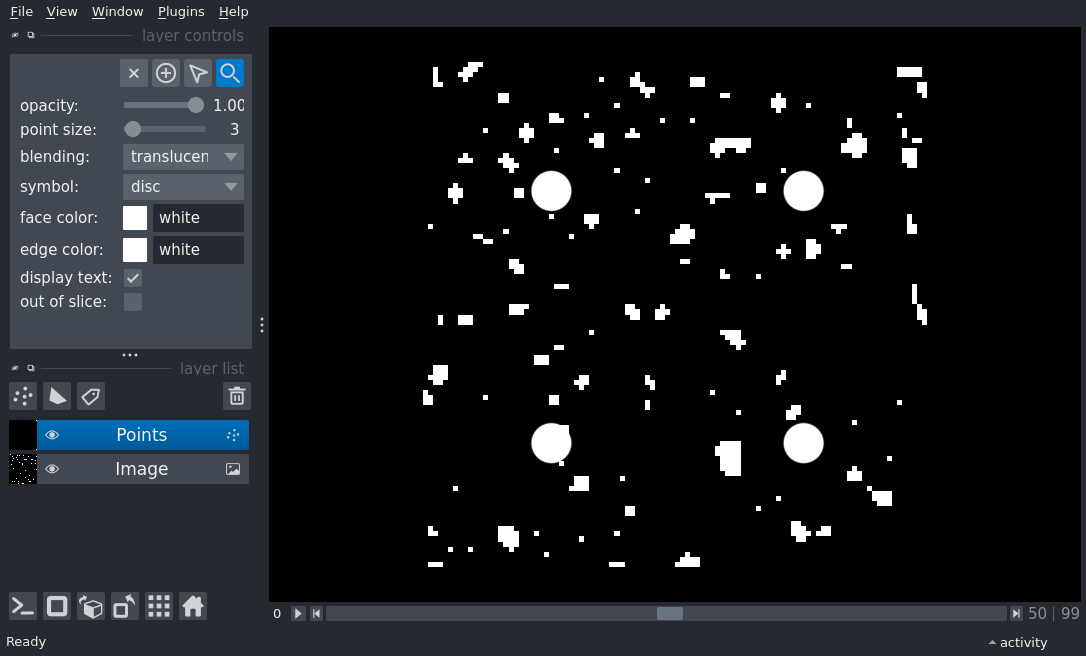 File View Window Plugins Help
layer controls
opacity: 1.00
point size: 3
blending: translucen
symbol: disc
face color: white
edge color: white
display text:
out of slice:
layer list
Points
Image
0 50 | 99
Ready activity